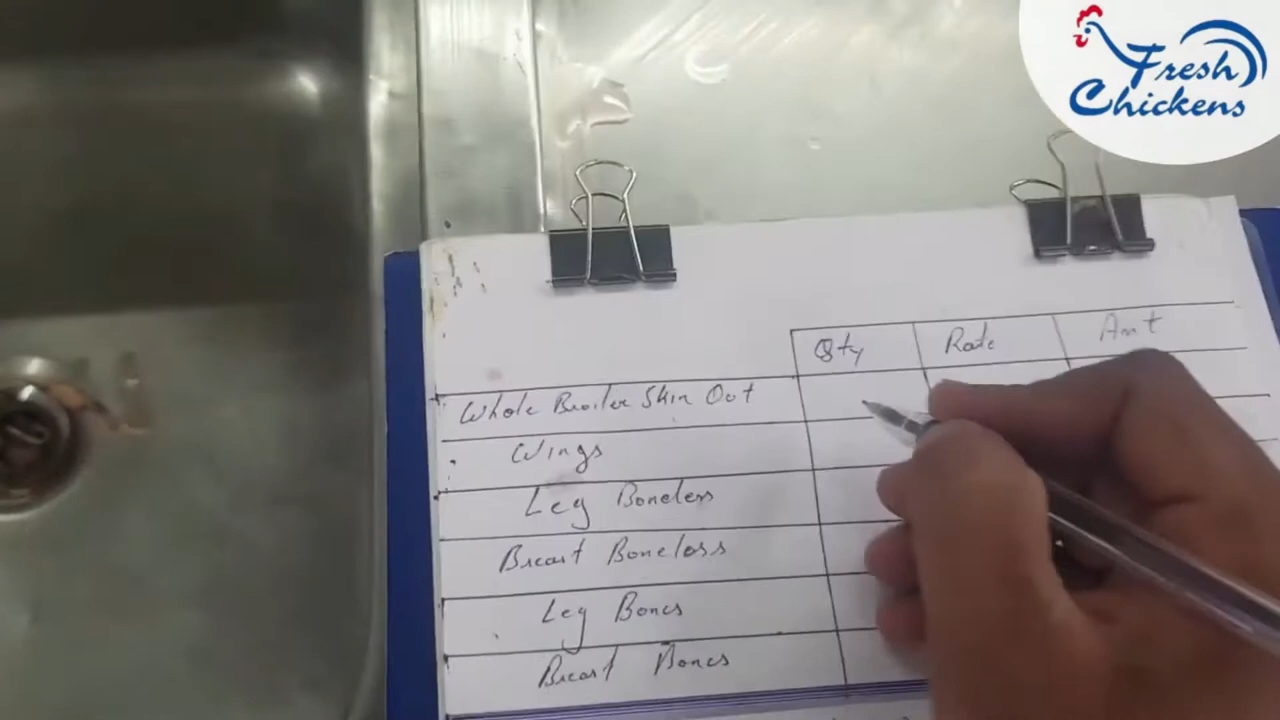 Fresh
Chickens
Qty Rate Amt
Whole Broiler Skin Out
Wings
Leg Boneless
Breast Boneless
Leg Bones
Breast Bones